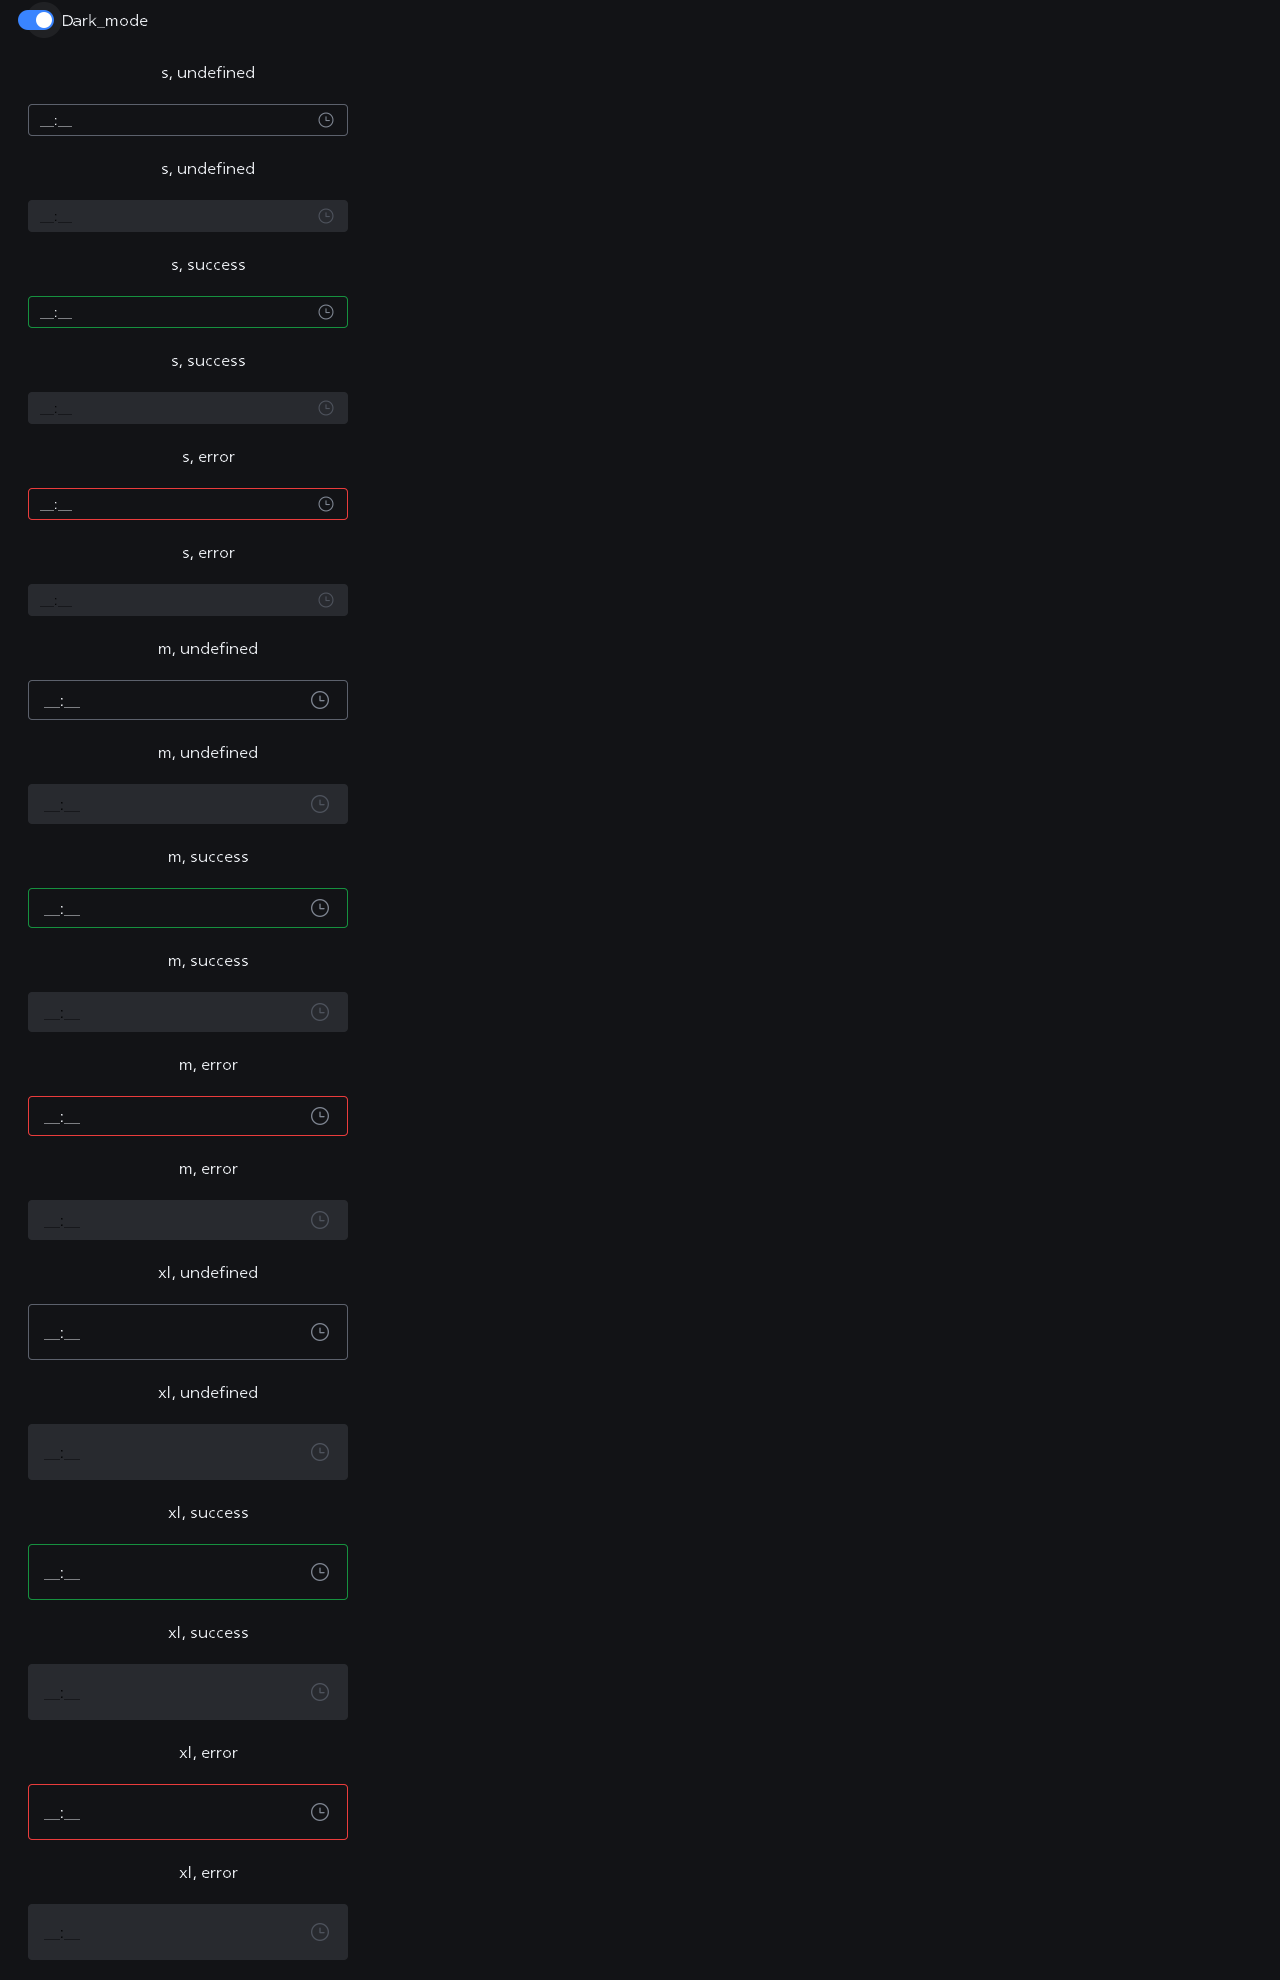 Dark_mode
s, undefined
__:__
s, undefined
__:__
s, success
__:__
s, success
__:__
s, error
__:__
s, error
__:__
m, undefined
__:__
m, undefined
__:__
m, success
__:__
m, success
__:__
m, error
__:__
m, error
__:__
xl, undefined
__:__
xl, undefined
__:__
xl, success
__:__
xl, success
__:__
xl, error
__:__
xl, error
__:__